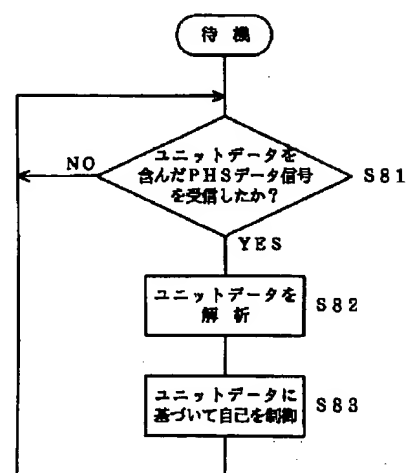 待 機
ユニットデータを
含んだPHSデータ信号
を受信したか?
NO
S81
YES
ユニットデータを
解 析
S82
ユニットデータに
基づいて自己を制御
S83